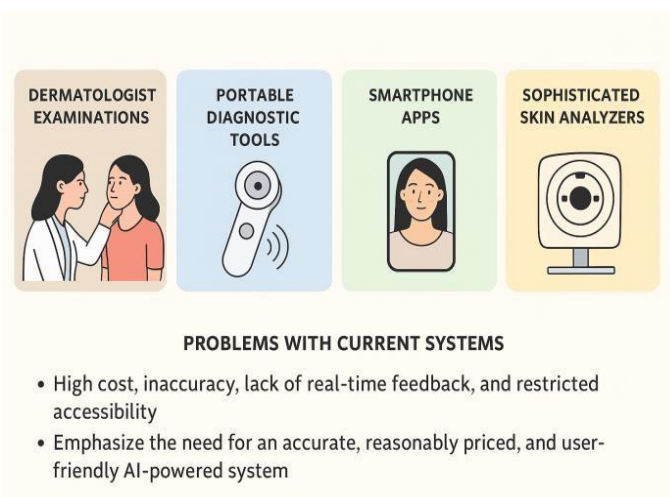 DERMATOLOGIST
EXAMINATIONS
PORTABLE
DIAGNOSTIC
TOOLS
SMARTPHONE
APPS
SOPHISTICATED
SKIN ANALYZERS
PROBLEMS WITH CURRENT SYSTEMS
• High cost, inaccuracy, lack of real-time feedback, and restricted
accessibility
• Emphasize the need for an accurate, reasonably priced, and user-
friendly AI-powered system